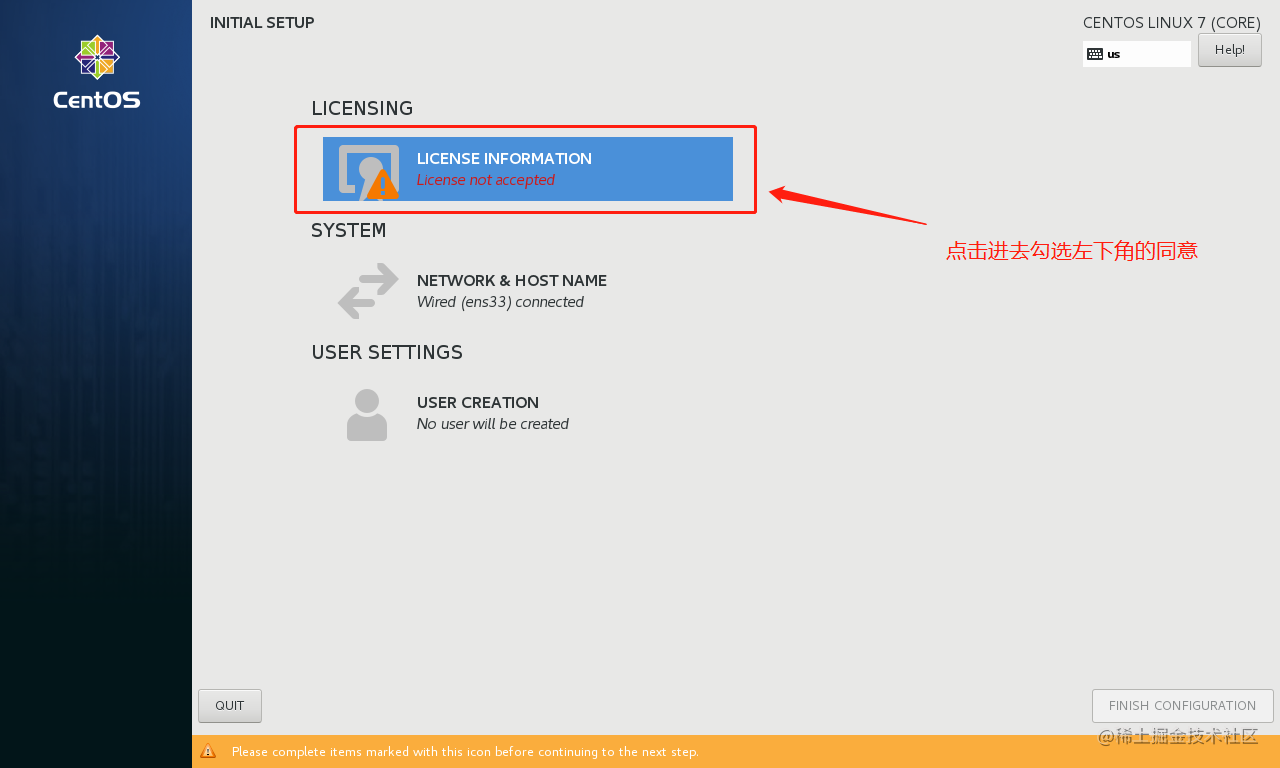 INITIAL SETUP
CENTOS LINUX 7 (CORE)
us
Help!
CentOS
LICENSING
LICENSE INFORMATION
License not accepted
点击进去勾选左下角的同意
SYSTEM
NETWORK & HOST NAME
Wired (ens33) connected
USER SETTINGS
USER CREATION
No user will be created
QUIT
FINISH CONFIGURATION
Please complete items marked with this icon before continuing to the next step.
@稀土掘金技术社区